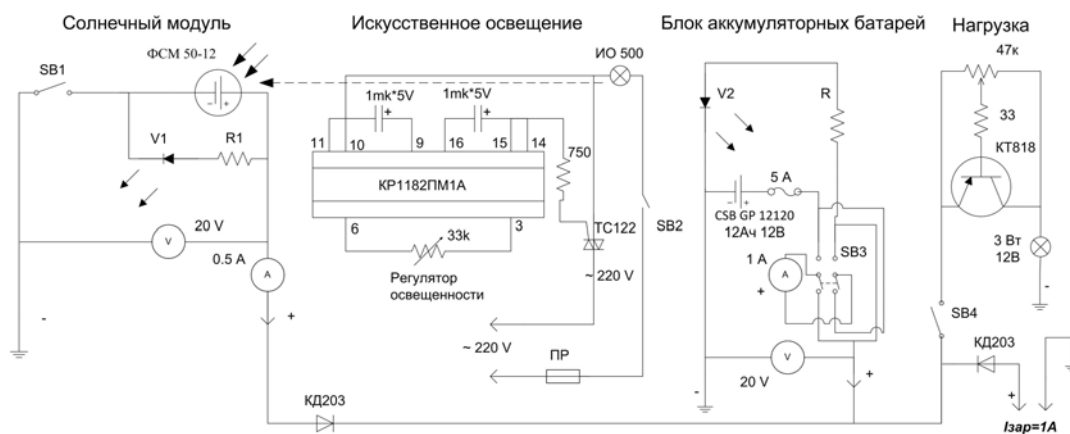 Солнечный модуль
Искусственное освещение
Блок аккумуляторных батарей
Нагрузка
ФСМ 50-12
SB1
V1
R1
20 V
V
0.5 A
A
-
+
КД203
ИО 500
1mk*5V
1mk*5V
+
+
11
10
9
16
15
14
КР1182ПМ1А
6
3
33k
Регулятор
освещенности
750
ТС122
~ 220 V
SB2
~ 220 V
ПР
V2
R
5 А
- +
CSB GP 12120
12Ач 12В
SB3
1 А
A
+
V
20 V
-
+
47к
33
КТ818
3 Вт
12В
-
SB4
КД203
+
-
Iзар=1А